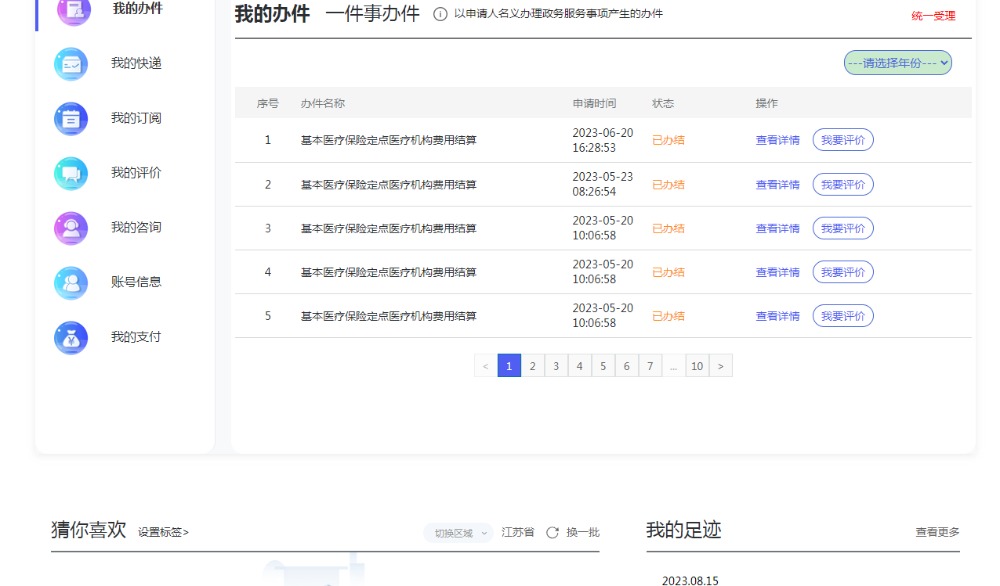 我的办件
我的快递
我的订阅
我的评价
我的咨询
账号信息
我的支付
我的办件 一件事办件 以申请人名义办理政务服务事项产生的办件 统一受理
---请选择年份---
序号 办件名称 申请时间 状态 操作
1 基本医疗保险定点医疗机构费用结算 2023-06-20 16:28:53 已办结 查看详情 我要评价
2 基本医疗保险定点医疗机构费用结算 2023-05-23 08:26:54 已办结 查看详情 我要评价
3 基本医疗保险定点医疗机构费用结算 2023-05-20 10:06:58 已办结 查看详情 我要评价
4 基本医疗保险定点医疗机构费用结算 2023-05-20 10:06:58 已办结 查看详情 我要评价
5 基本医疗保险定点医疗机构费用结算 2023-05-20 10:06:58 已办结 查看详情 我要评价
< 1 2 3 4 5 6 7 ... 10 >
猜你喜欢 设置标签> 切换区域 江苏省 换一批
我的足迹 查看更多
2023.08.15